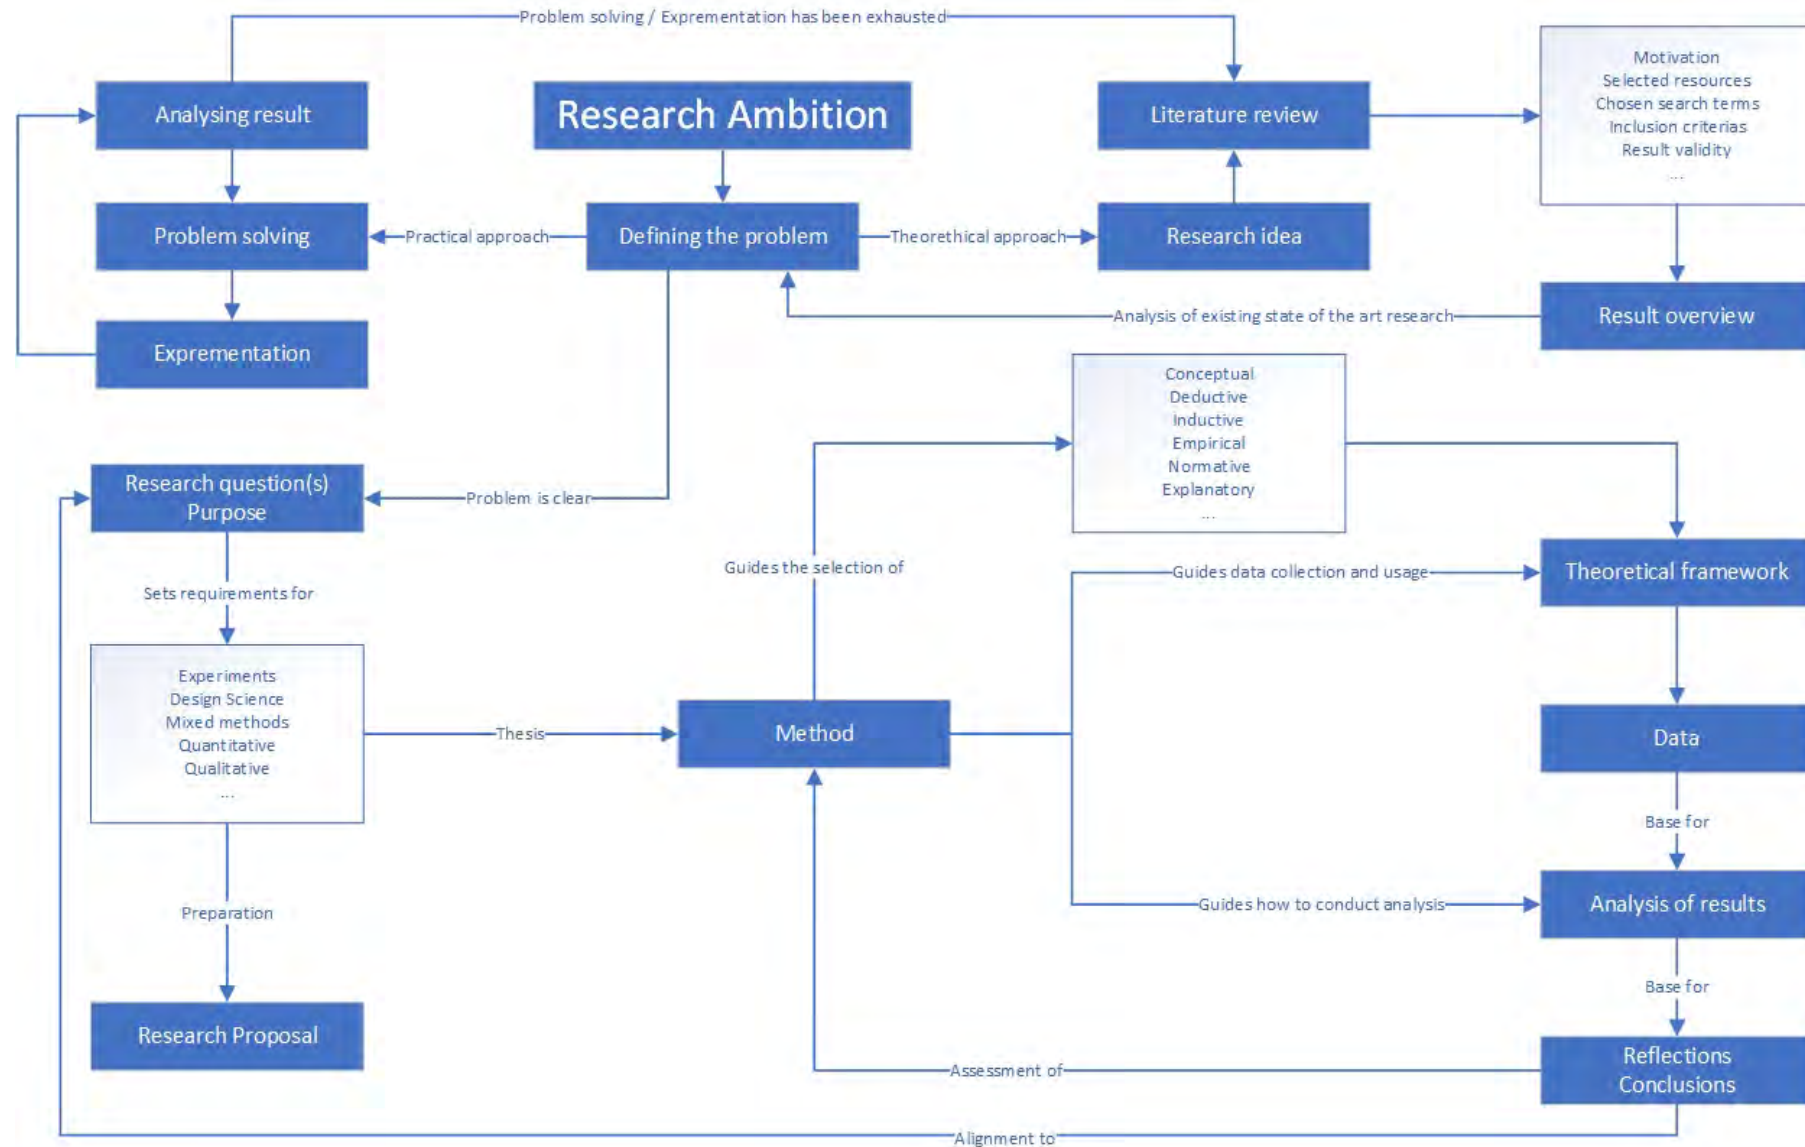 Problem solving / Exprementation has been exhausted
Analysing result
Research Ambition
Literature review
Motivation
Selected resources
Chosen search terms
Inclusion criterias
Result validity
...
Problem solving
Practical approach
Defining the problem
Theorethical approach
Research idea
Exprementation
Analysis of existing state of the art research
Result overview
Conceptual
Deductive
Inductive
Empirical
Normative
Explanatory
...
Research question(s)
Purpose
Problem is clear
Guides the selection of
Guides data collection and usage
Theoretical framework
Sets requirements for
Experiments
Design Science
Mixed methods
Quantitative
Qualitative
...
Thesis
Method
Data
Base for
Preparation
Guides how to conduct analysis
Analysis of results
Base for
Research Proposal
Assessment of
Reflections
Conclusions
Alignment to